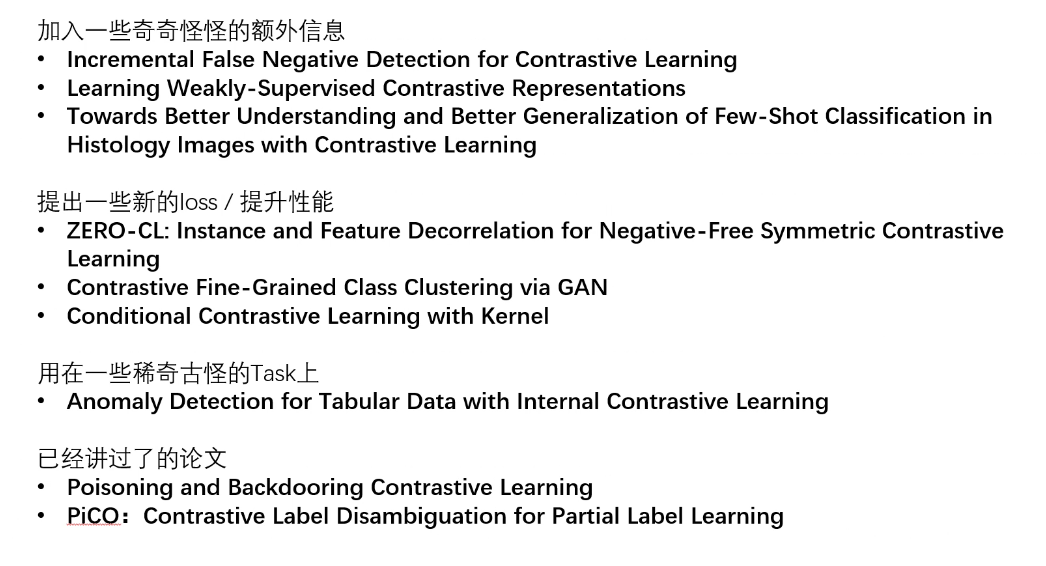 加入一些奇奇怪怪的额外信息
• Incremental False Negative Detection for Contrastive Learning
• Learning Weakly-Supervised Contrastive Representations
• Towards Better Understanding and Better Generalization of Few-Shot Classification in
Histology Images with Contrastive Learning
提出一些新的loss / 提升性能
• ZERO-CL: Instance and Feature Decorrelation for Negative-Free Symmetric Contrastive
Learning
• Contrastive Fine-Grained Class Clustering via GAN
• Conditional Contrastive Learning with Kernel
用在一些稀奇古怪的Task上
• Anomaly Detection for Tabular Data with Internal Contrastive Learning
已经讲过了的论文
• Poisoning and Backdooring Contrastive Learning
• PiCO：Contrastive Label Disambiguation for Partial Label Learning